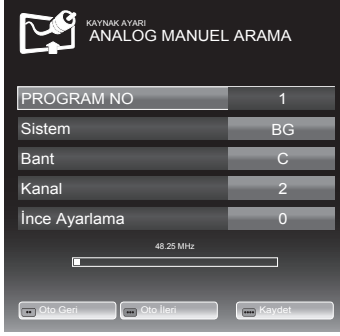 KAYNAK AYARI
ANALOG MANUEL ARAMA
PROGRAM NO 1
Sistem BG
Bant C
Kanal 2
İnce Ayarlama 0
48.25 MHz
Oto Geri Oto İleri Kaydet